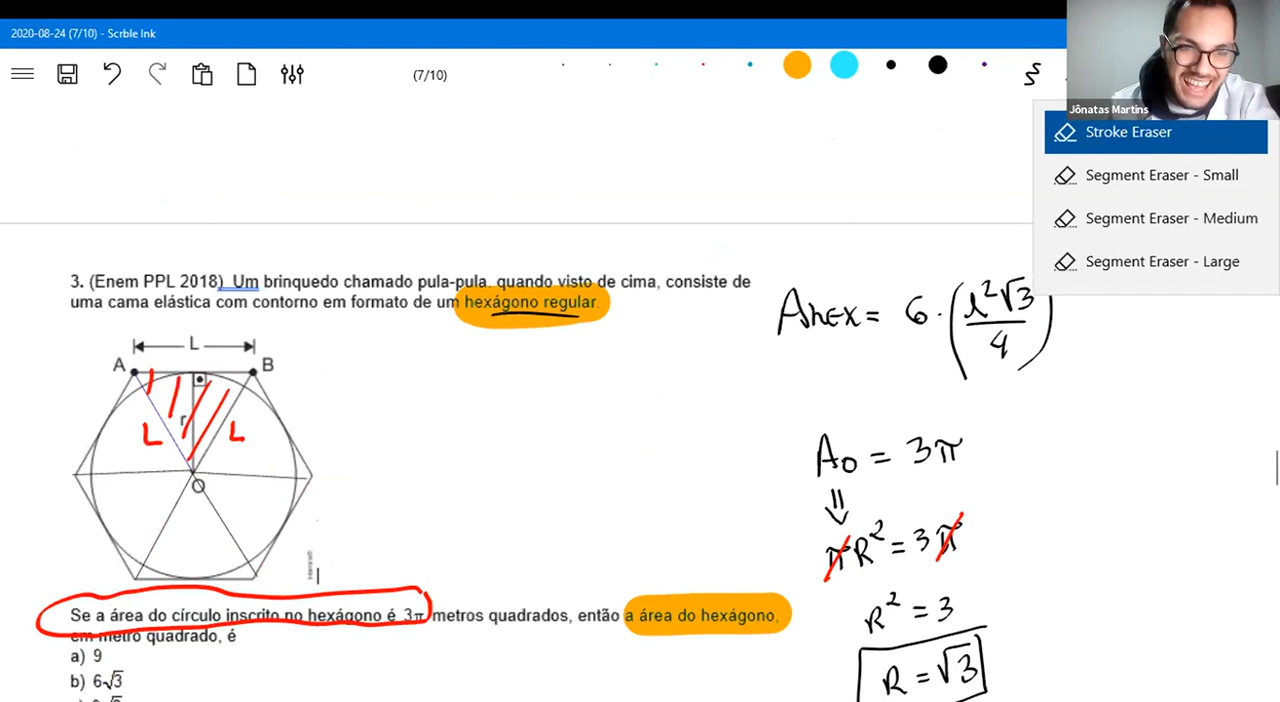 2020-08-24 (7/10) - Scrble Ink
(7/10)
Jônatas Martins
Stroke Eraser
Segment Eraser - Small
Segment Eraser - Medium
Segment Eraser - Large
3. (Enem PPL 2018) Um brinquedo chamado pula-pula, quando visto de cima, consiste de
uma cama elástica com contorno em formato de um hexágono regular.
L
A B
r
L L
O
Se a área do círculo inscrito no hexágono é 3π metros quadrados, então a área do hexágono,
em metro quadrado, é
a) 9
b) 6√3
AHEX = 6 · (l²√3/4)
A0 = 3π
⇓
πR² = 3π
R² = 3
R = √3